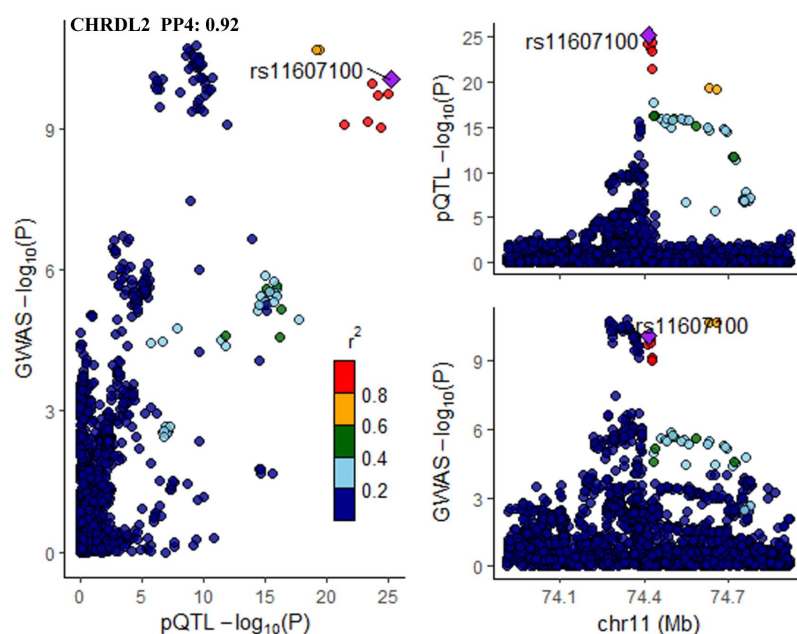 CHRDL2 PP4: 0.92
rs11607100
GWAS −log10(P)
9
6
3
0
r2
0.8
0.6
0.4
0.2
0 5 10 15 20 25
pQTL −log10(P)
rs11607100
pQTL −log10(P)
25
20
15
10
5
0
rs11607100
GWAS −log10(P)
9
6
3
0
74.1 74.4 74.7
chr11 (Mb)